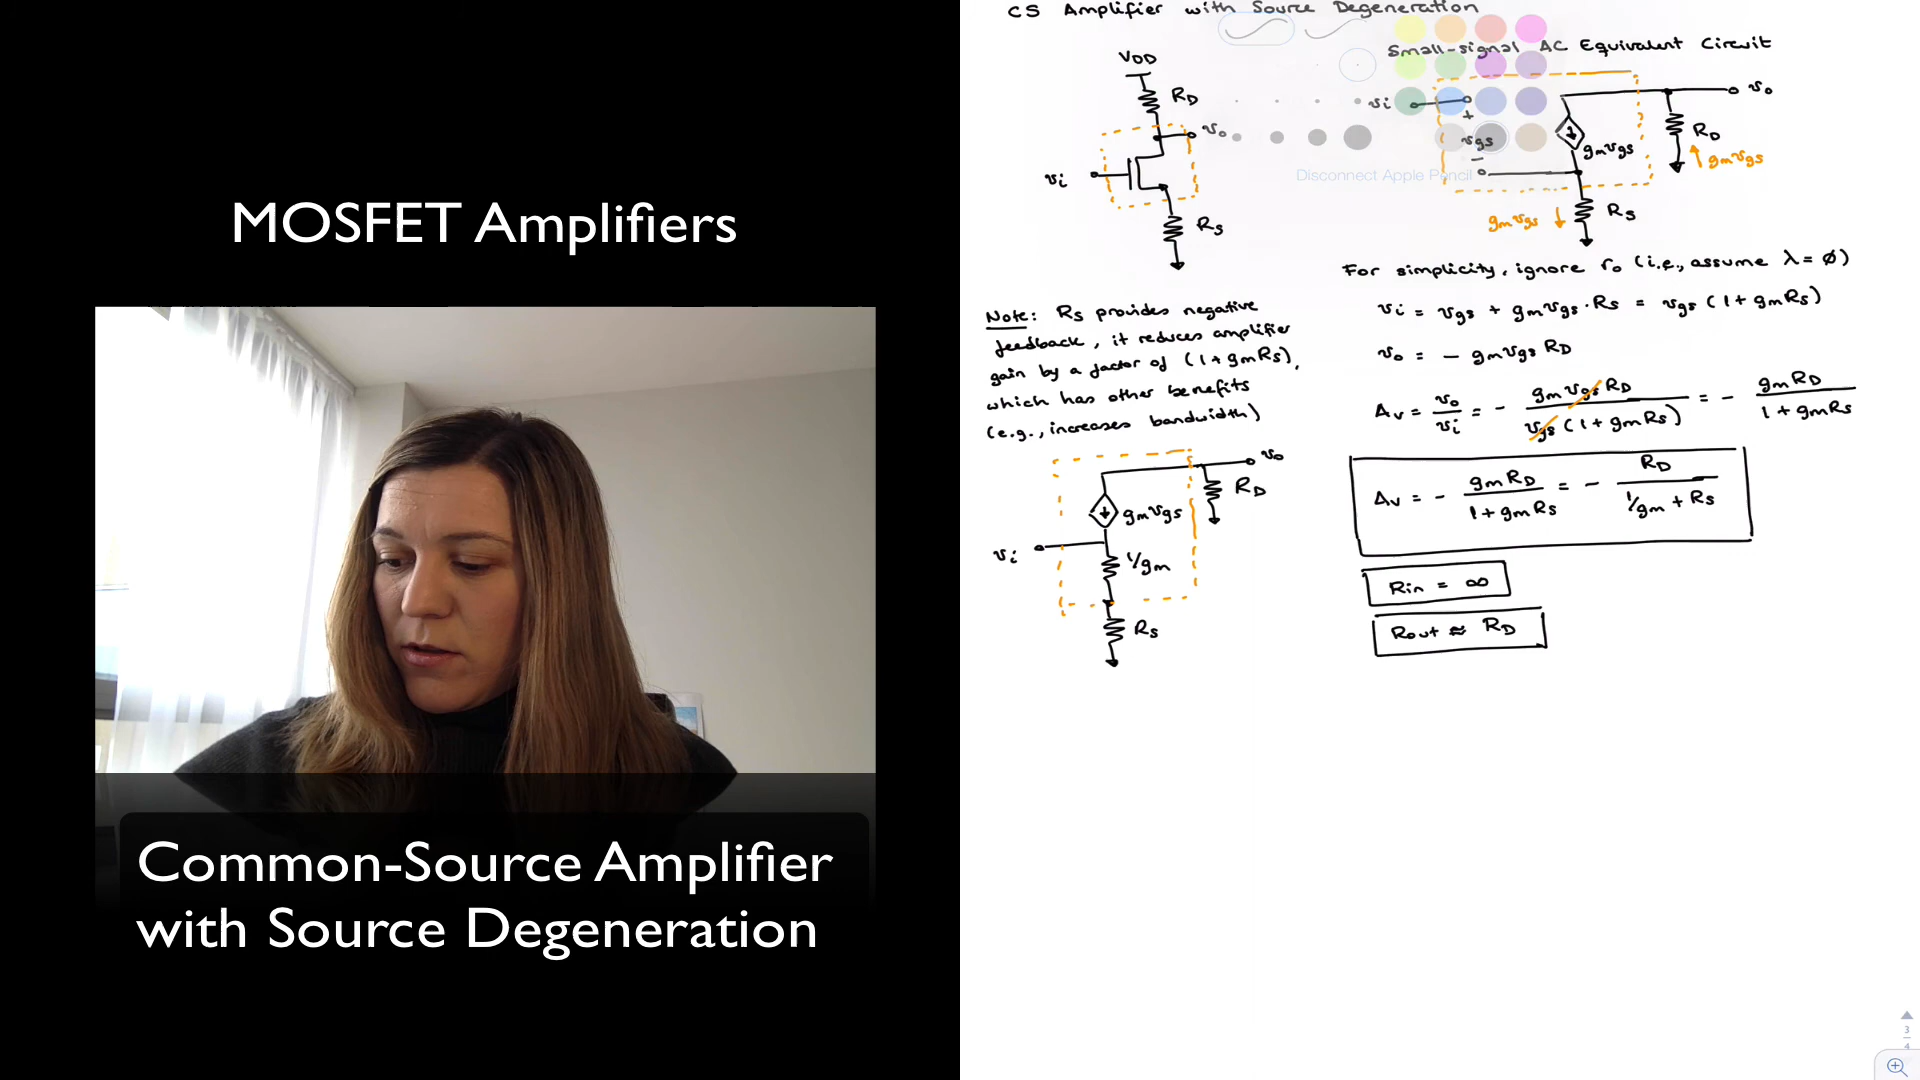 MOSFET Amplifiers
Common-Source Amplifier
with Source Degeneration
CS Amplifier with Source Degeneration
Small-signal AC Equivalent Circuit
VDD
RD
vo
vi
RS
vi
+
vgs
-
gmvgs
vo
RD
gmvgs
Disconnect Apple Pencil
gmvgs
RS
For simplicity, ignore ro (i.e., assume λ = ø)
vi = vgs + gmvgs · RS = vgs (1 + gmRS)
vo = - gmvgs RD
Av = vo/vi = - gmvgs RD / vgs (1 + gmRS) = - gmRD / 1 + gmRS
Av = - gmRD / 1 + gmRS = - RD / 1/gm + RS
Rin = ∞
Rout ≈ RD
Note: RS provides negative
feedback, it reduces amplifier
gain by a factor of (1 + gmRS),
which has other benefits
(e.g., increases bandwidth)
vo
RD
gmvgs
vi
1/gm
RS
3
4